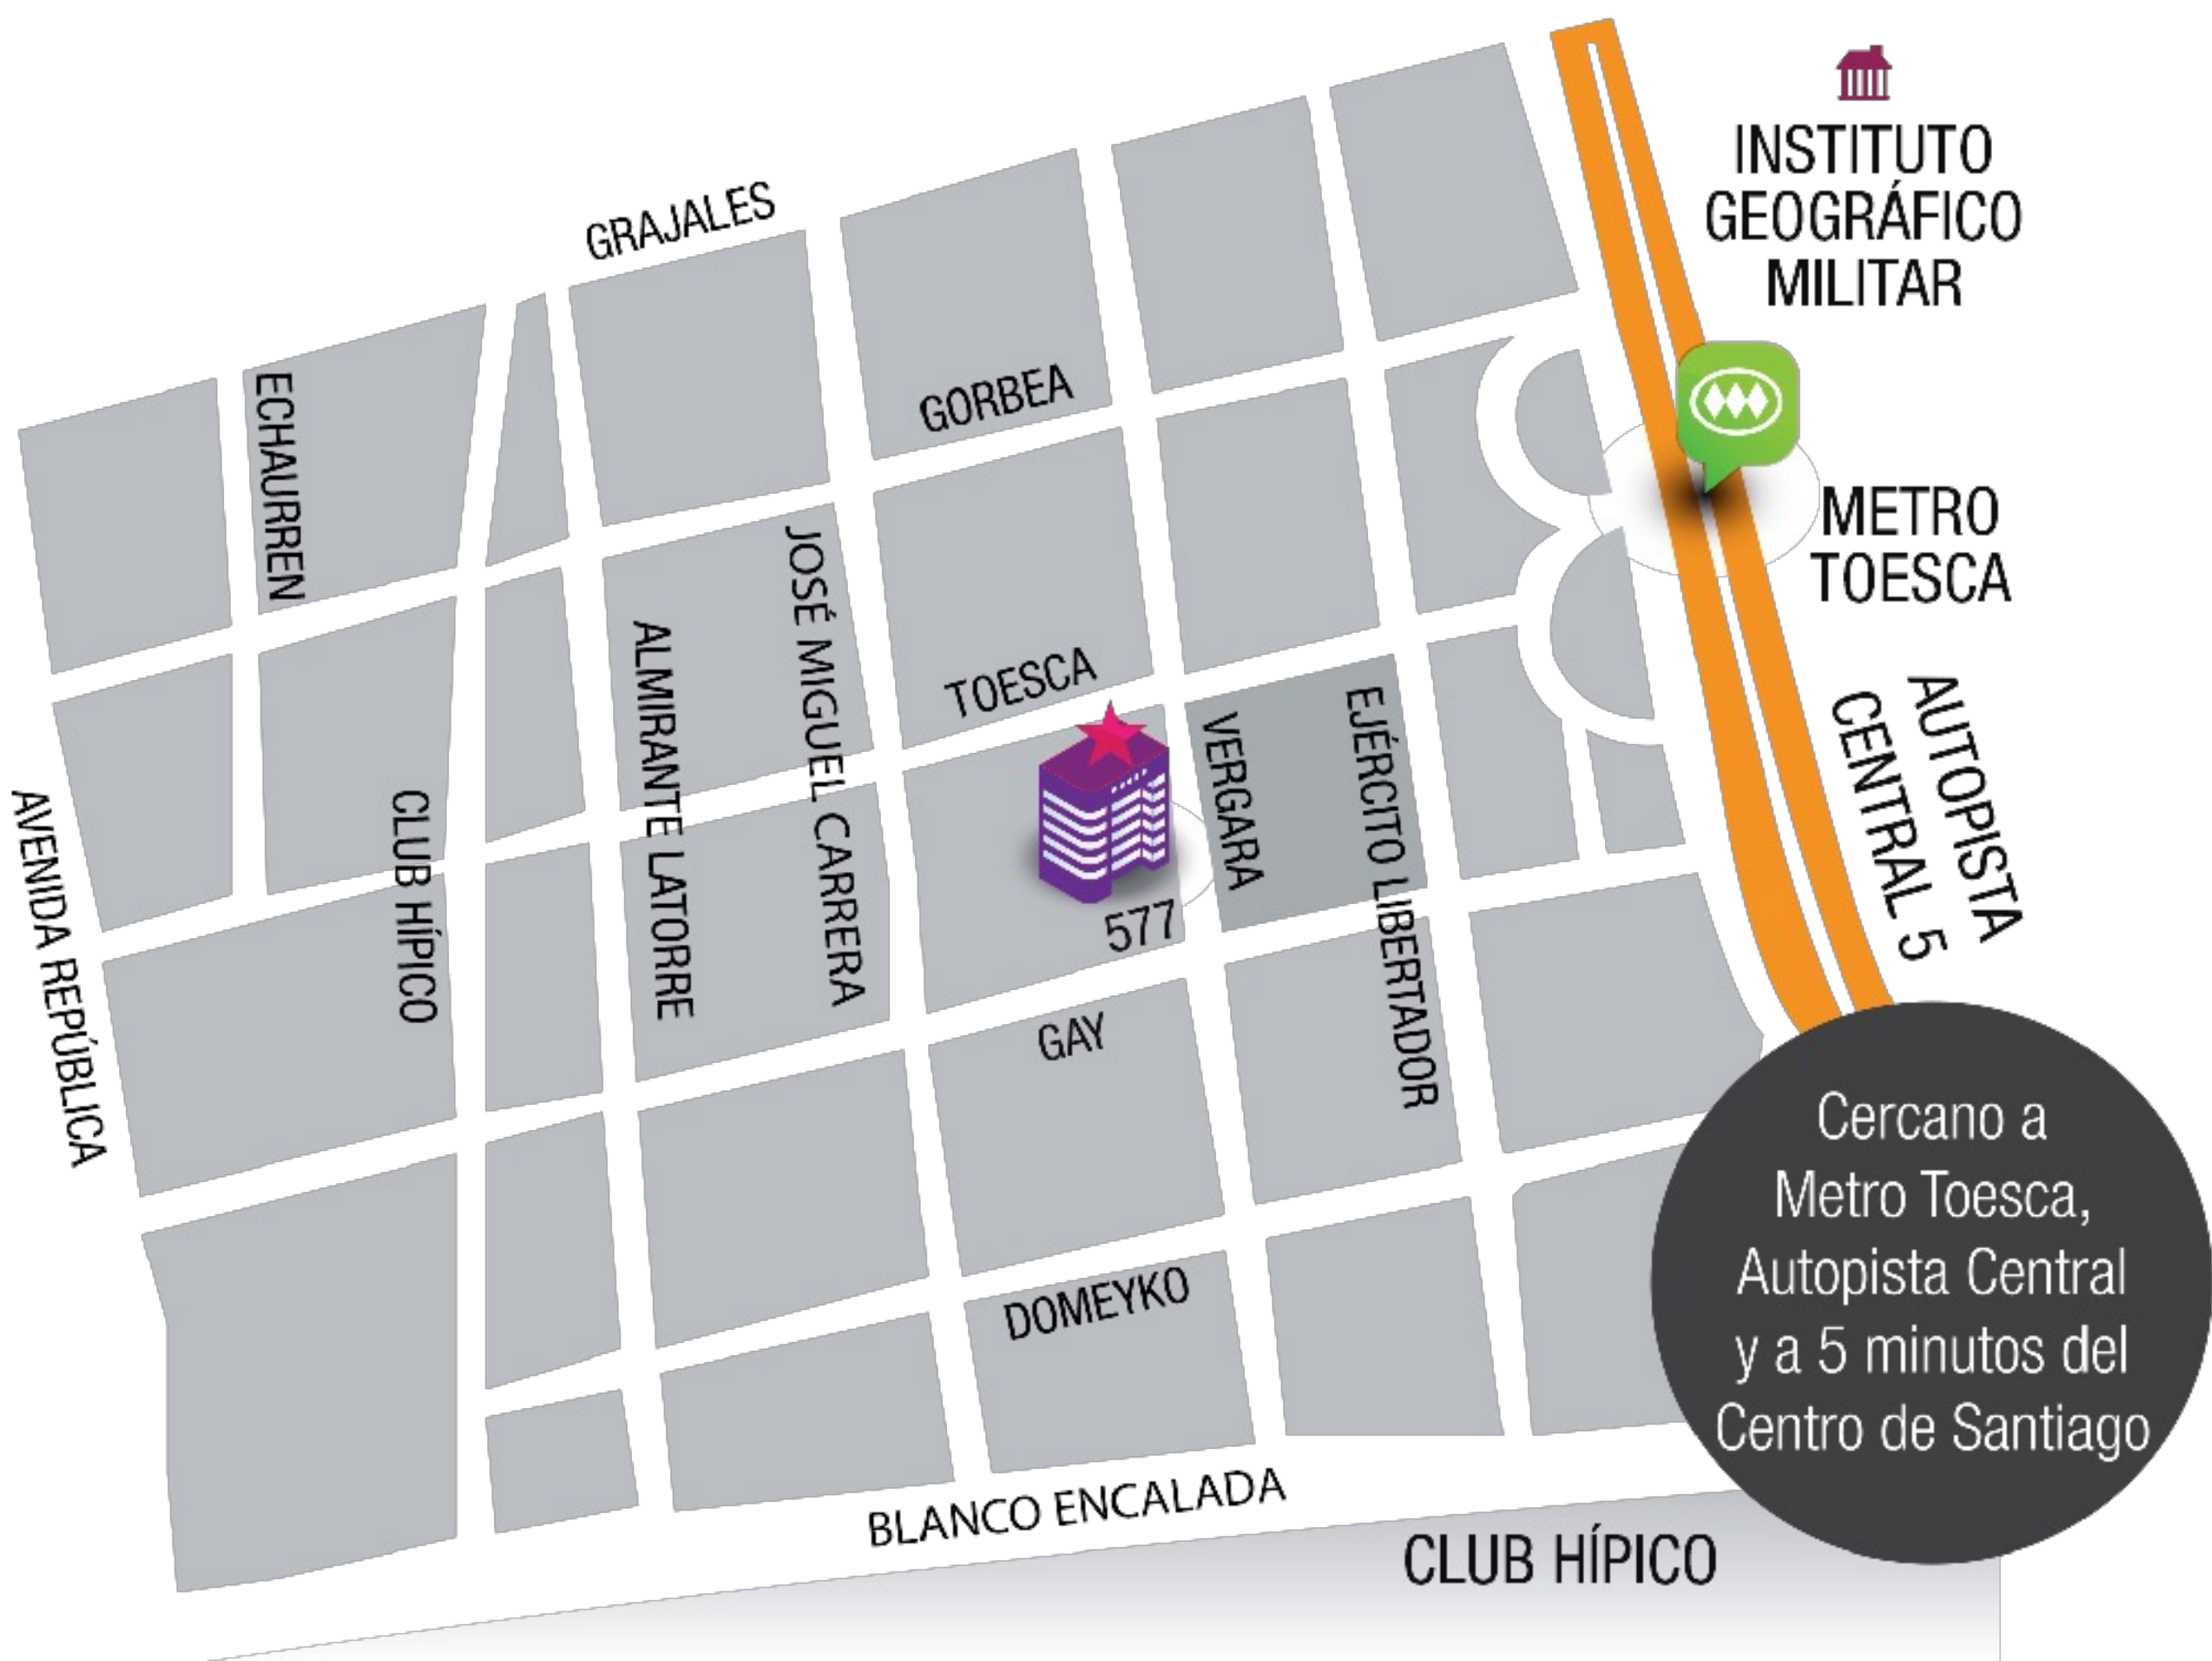 INSTITUTO
GEOGRÁFICO
MILITAR
GRAJALES
GORBEA
ECHAURREN
METRO
TOESCA
JOSÉ MIGUEL CARRERA
ALMIRANTE LATORRE
TOESCA
VERGARA
EJÉRCITO LIBERTADOR
AUTOPISTA
CENTRAL 5
AVENIDA REPÚBLICA
CLUB HÍPICO
577
GAY
DOMEYKO
BLANCO ENCALADA
CLUB HÍPICO
Cercano a
Metro Toesca,
Autopista Central
y a 5 minutos del
Centro de Santiago